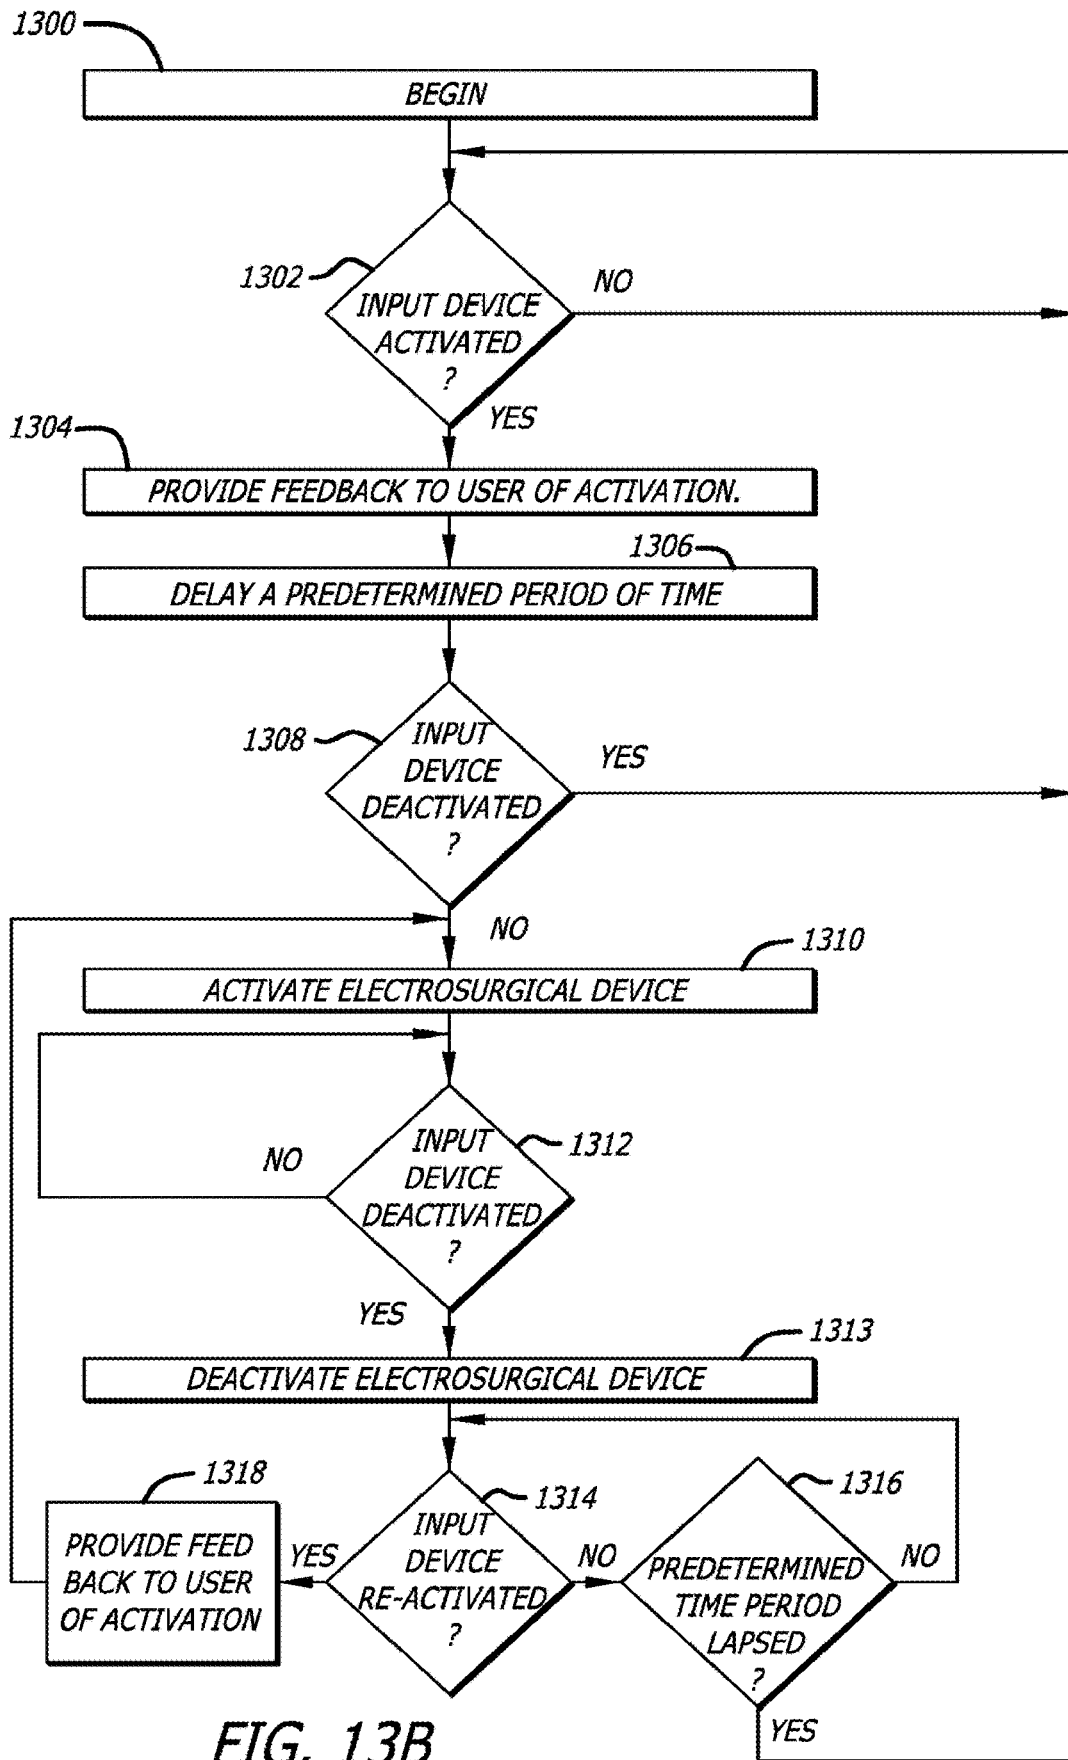 1300
BEGIN
1302
INPUT DEVICE
ACTIVATED
?
NO
YES
1304
PROVIDE FEEDBACK TO USER OF ACTIVATION.
1306
DELAY A PREDETERMINED PERIOD OF TIME
1308
INPUT
DEVICE
DEACTIVATED
?
YES
NO
1310
ACTIVATE ELECTROSURGICAL DEVICE
1312
INPUT
DEVICE
DEACTIVATED
?
NO
YES
1313
DEACTIVATE ELECTROSURGICAL DEVICE
1318
PROVIDE FEED
BACK TO USER
OF ACTIVATION
YES
1314
INPUT
DEVICE
RE-ACTIVATED
?
NO
1316
PREDETERMINED
TIME PERIOD
LAPSED
?
NO
YES
FIG. 13B